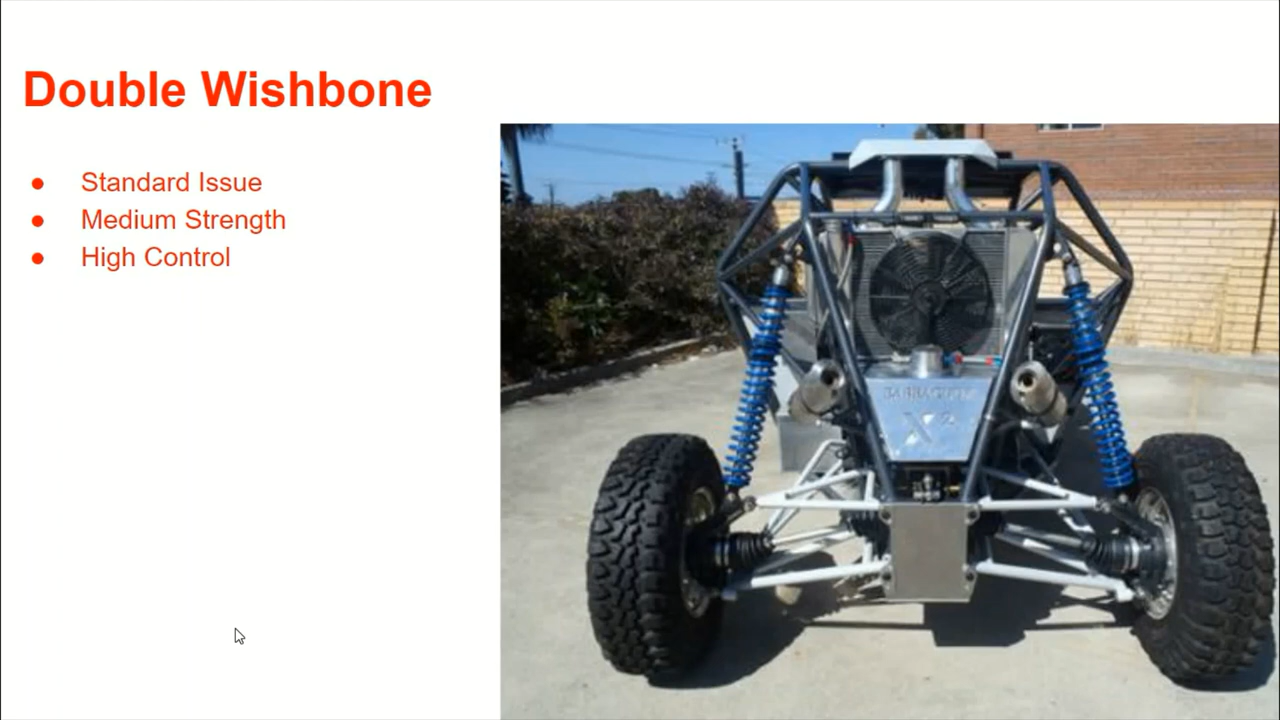 Double Wishbone
● Standard Issue
● Medium Strength
● High Control